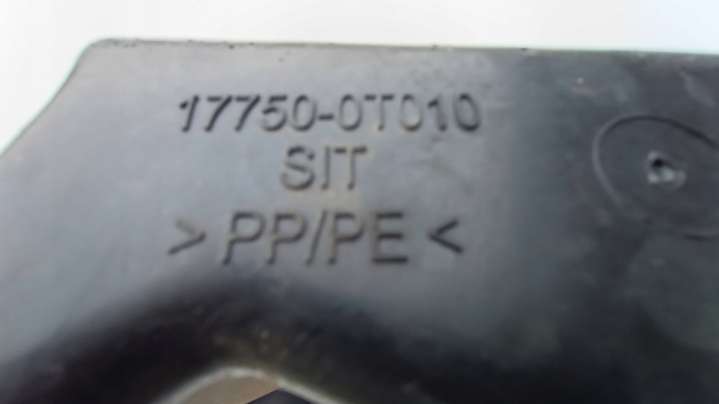 17750-0T010
SIT
> PP/PE <